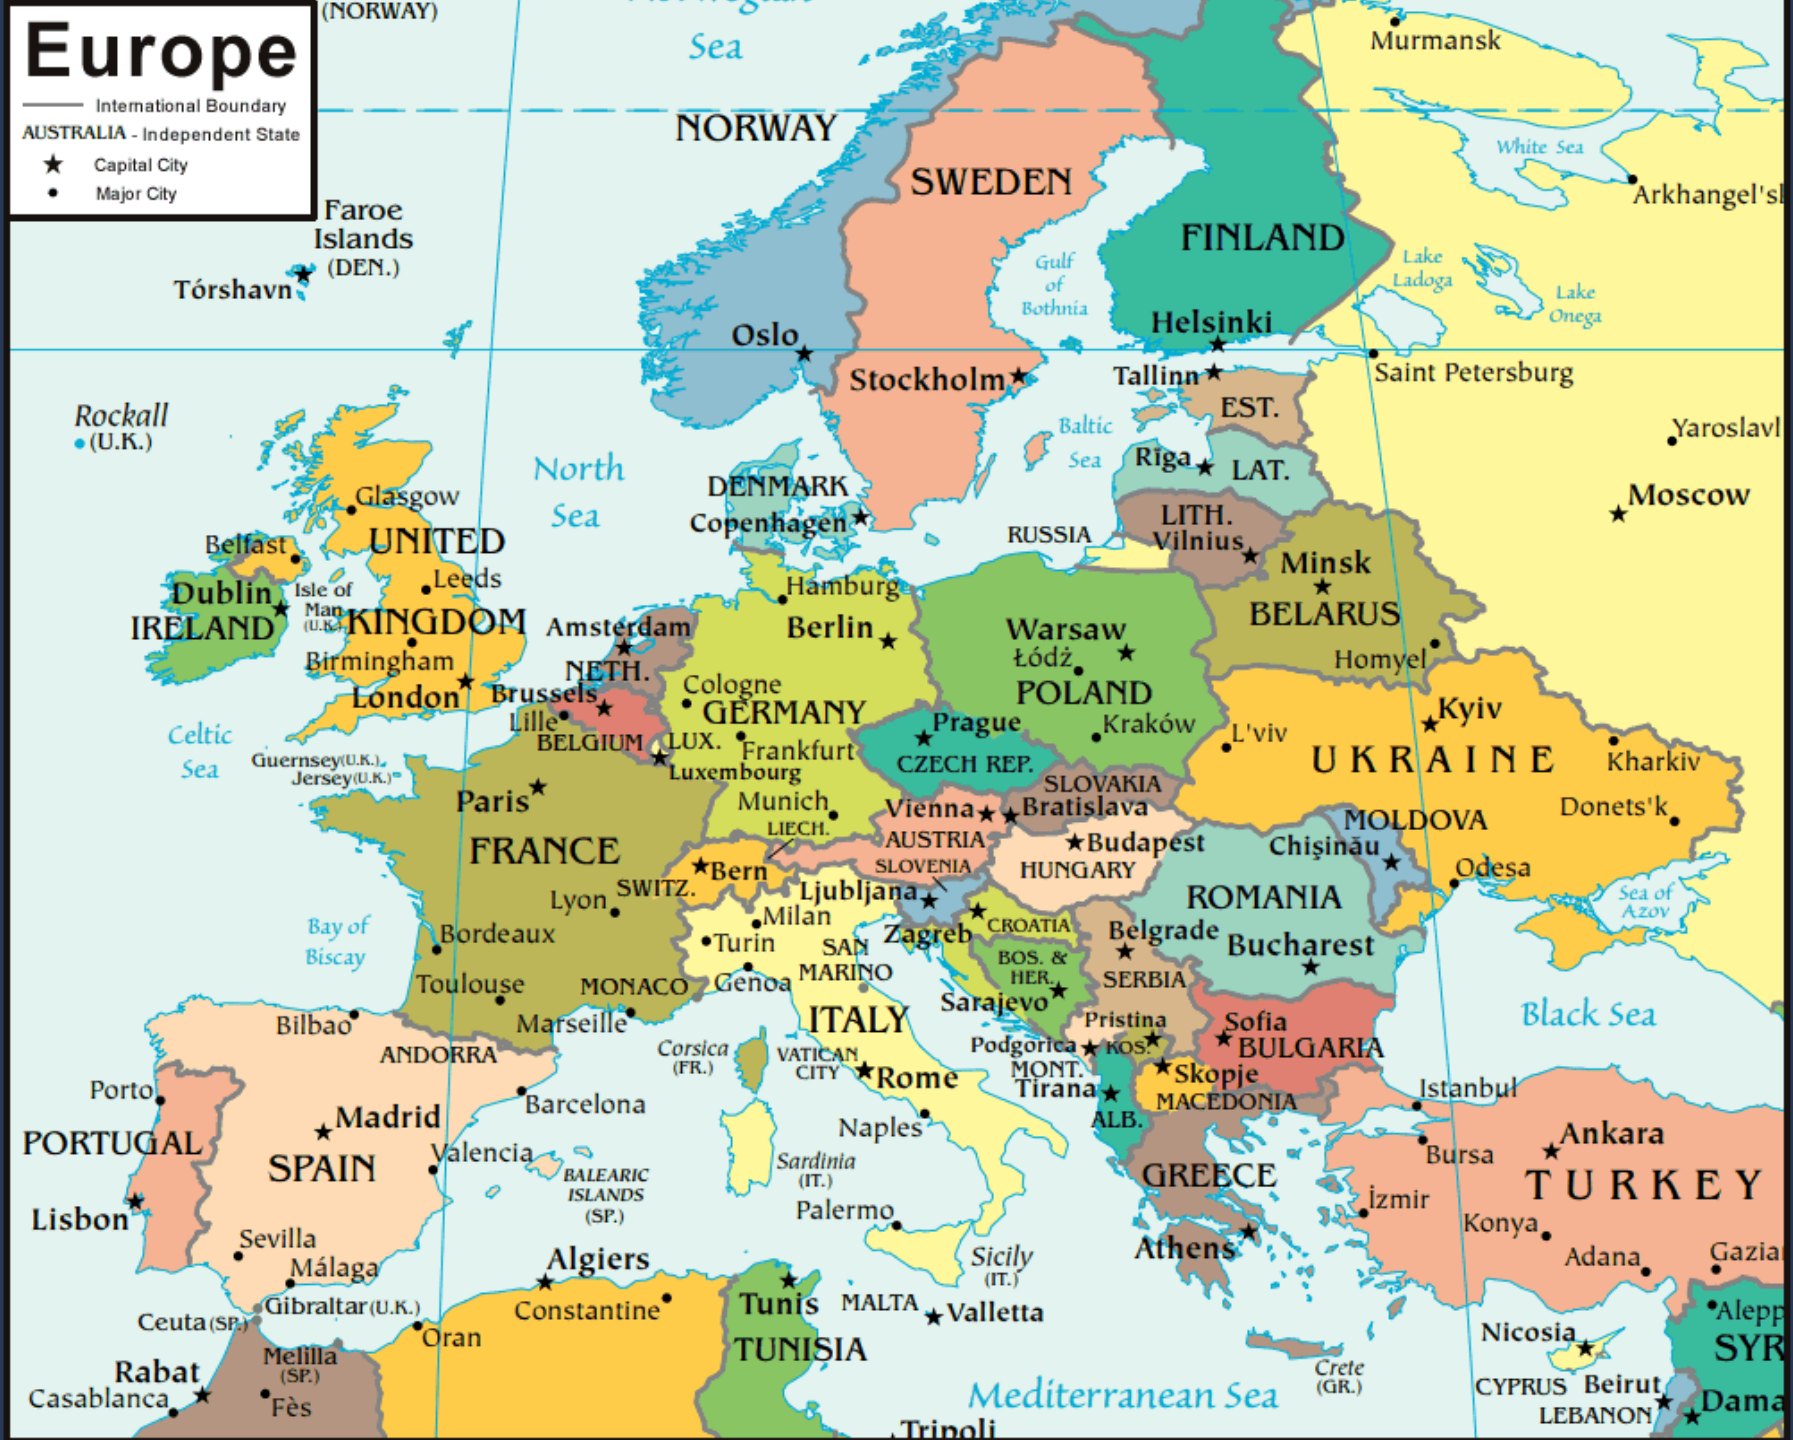 (NORWAY)
Norwegian
Sea
Europe
International Boundary
AUSTRALIA - Independent State
Capital City
Major City
Murmansk
NORWAY
White Sea
SWEDEN
Arkhangel'sk
Faroe
Islands
(DEN.)
Tórshavn
FINLAND
Gulf
of
Bothnia
Lake
Ladoga
Lake
Onega
Helsinki
Oslo
Stockholm
Tallinn
Saint Petersburg
EST.
Rockall
(U.K.)
Baltic
Sea
Yaroslavl
North
Sea
Rīga
LAT.
DENMARK
Copenhagen
Glasgow
Moscow
LITH.
Vilnius
RUSSIA
UNITED
KINGDOM
Belfast
Minsk
BELARUS
Leeds
Hamburg
Dublin
IRELAND
Isle of
Man
(U.K.)
Amsterdam
NETH.
Berlin
Warsaw
Łódź
POLAND
Birmingham
Homyel
London
Brussels
Lille
BELGIUM
Cologne
GERMANY
Kyiv
Prague
CZECH REP.
Kraków
L'viv
UKRAINE
Celtic
Sea
LUX.
Luxembourg
Frankfurt
Guernsey(U.K.)
Jersey(U.K.)
Kharkiv
SLOVAKIA
Bratislava
Paris
Munich
Vienna
Donets'k
LIECH.
AUSTRIA
MOLDOVA
Chişinău
Budapest
HUNGARY
FRANCE
SLOVENIA
Bern
SWITZ.
Ljubljana
Odesa
Lyon
ROMANIA
Sea of
Azov
Milan
CROATIA
Zagreb
Bay of
Biscay
Bordeaux
Turin
SAN
MARINO
Belgrade
Bucharest
BOS. &
HER.
SERBIA
Toulouse
MONACO
Genoa
Sarajevo
Bilbao
Marseille
ITALY
Pristina
KOS.
Sofia
BULGARIA
Black Sea
ANDORRA
Corsica
(FR.)
VATICAN
CITY
Rome
Podgorica
MONT.
Tirana
ALB.
Skopje
MACEDONIA
Istanbul
Porto
Barcelona
Madrid
Naples
Ankara
PORTUGAL
SPAIN
Valencia
BALEARIC
ISLANDS
(SP.)
Sardinia
(IT.)
GREECE
Bursa
TURKEY
Lisbon
Palermo
İzmir
Konya
Sevilla
Málaga
Algiers
Sicily
(IT.)
Athens
Adana
Gazian
Gibraltar(U.K.)
Ceuta(SP.)
Constantine
Tunis
TUNISIA
MALTA
Valletta
Alepp
Oran
Nicosia
SYR
Rabat
Melilla
(SP.)
Crete
(GR.)
Casablanca
Fès
Mediterranean Sea
CYPRUS
Beirut
LEBANON
Dama
Tripoli